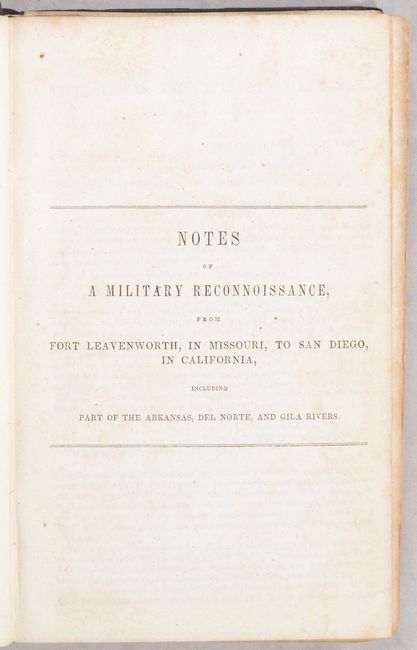 NOTES
OF
A MILITARY RECONNOISSANCE,
FROM
FORT LEAVENWORTH, IN MISSOURI, TO SAN DIEGO,
IN CALIFORNIA,
INCLUDING
PART OF THE ARKANSAS, DEL NORTE, AND GILA RIVERS.